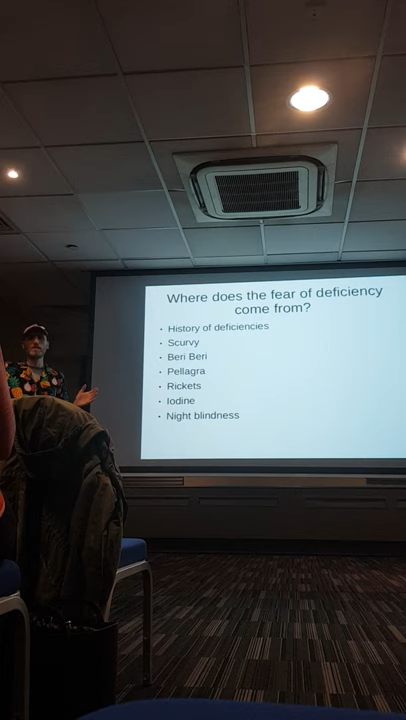 Where does the fear of deficiency
come from?
• History of deficiencies
• Scurvy
• Beri Beri
• Pellagra
• Rickets
• Iodine
• Night blindness